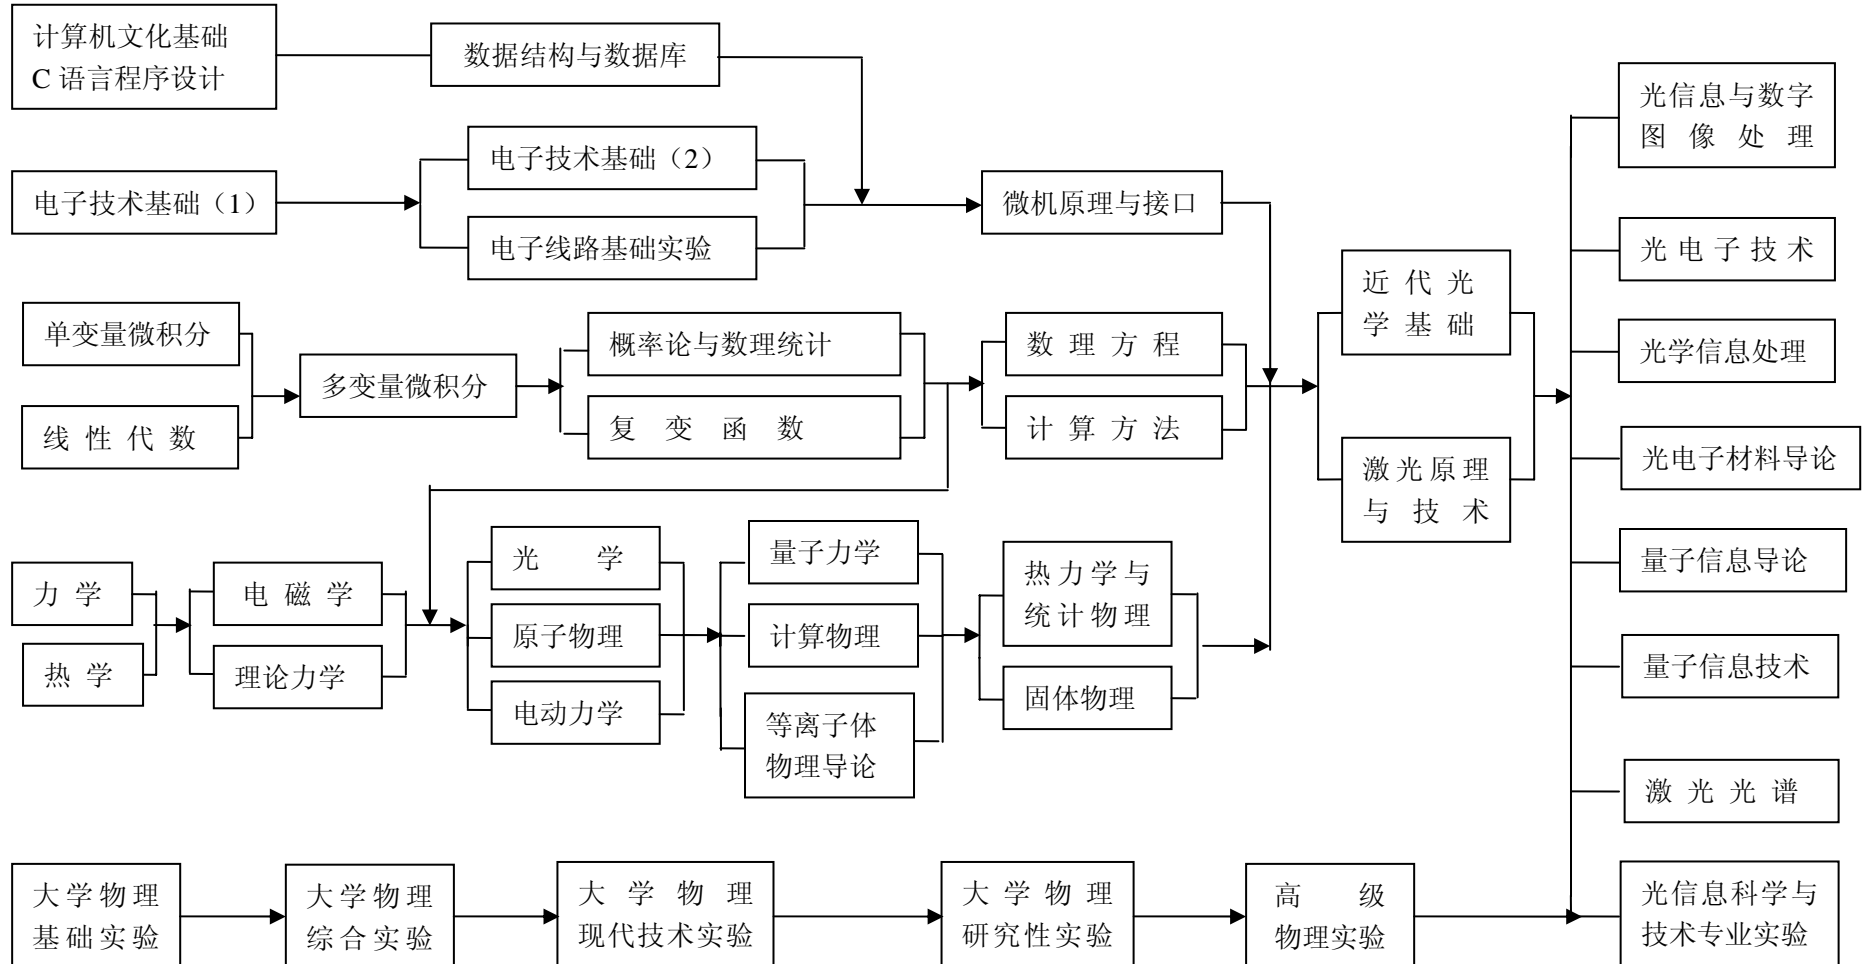 计算机文化基础
C 语言程序设计
数据结构与数据库
电子技术基础（1）
电子技术基础（2）
电子线路基础实验
微机原理与接口
单变量微积分
线性代数
多变量微积分
概率论与数理统计
复变函数
数理方程
计算方法
近代光
学基础
激光原理
与技术
力学
热学
电磁学
理论力学
光学
原子物理
电动力学
量子力学
计算物理
等离子体
物理导论
热力学与
统计物理
固体物理
光信息与数字
图像处理
光电子技术
光学信息处理
光电子材料导论
量子信息导论
量子信息技术
激光光谱
大学物理
基础实验
大学物理
综合实验
大学物理
现代技术实验
大学物理
研究性实验
高级
物理实验
光信息科学与
技术专业实验